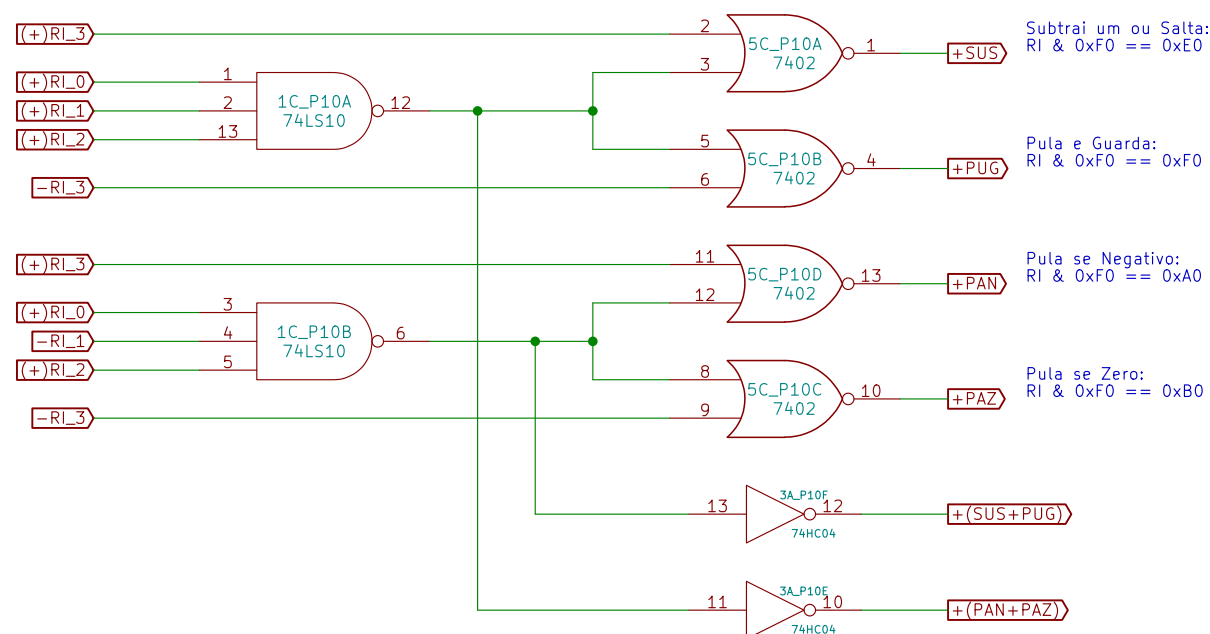 (+)RI_3
2
5C_P10A
7402
3
1
+SUS
Subtrai um ou Salta:
RI & 0xF0 == 0xE0
(+)RI_0
1
(+)RI_1
2
(+)RI_2
13
1C_P10A
74LS10
12
5
5C_P10B
7402
6
4
+PUG
Pula e Guarda:
RI & 0xF0 == 0xF0
-RI_3
(+)RI_3
11
5C_P10D
7402
12
13
+PAN
Pula se Negativo:
RI & 0xF0 == 0xA0
(+)RI_0
3
-RI_1
4
(+)RI_2
5
1C_P10B
74LS10
6
8
5C_P10C
7402
9
10
+PAZ
Pula se Zero:
RI & 0xF0 == 0xB0
-RI_3
13
3A_P10F
74HC04
12
+(SUS+PUG)
11
3A_P10E
74HC04
10
+(PAN+PAZ)